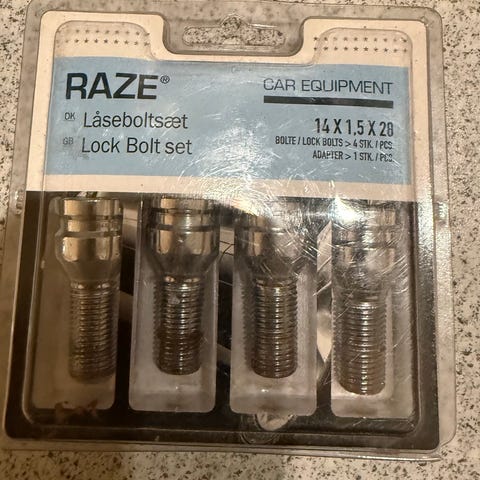 RAZE®
CAR EQUIPMENT
DK Låseboltsæt
GB Lock Bolt set
14 X 1,5 X 28
BOLTE / LOCK BOLTS > 4 STK. / PCS.
ADAPTER > 1 STK. / PCS.